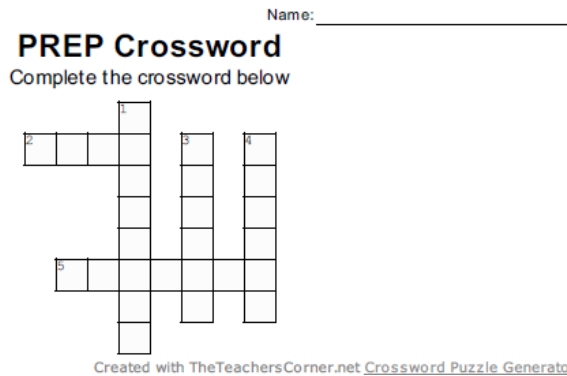 Name:
PREP Crossword
Complete the crossword below
1
2 3 4
5
Created with TheTeachersCorner.net Crossword Puzzle Generato